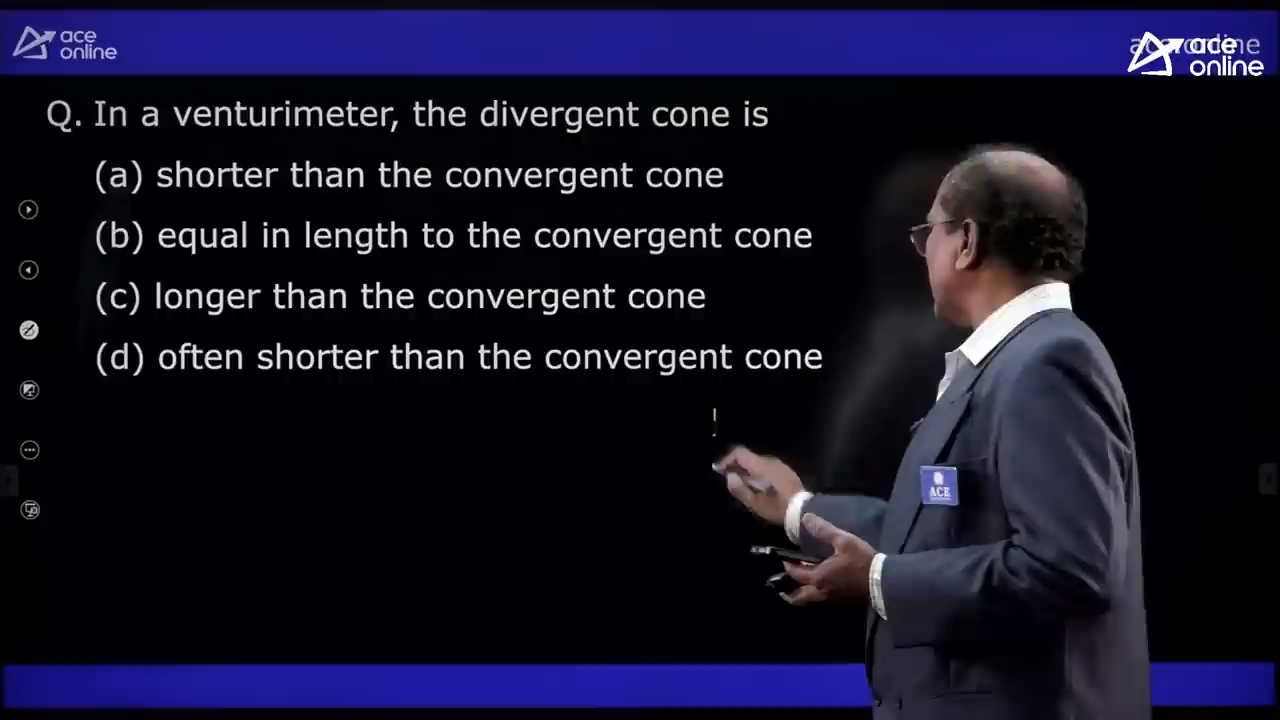 ace
online
ace
online
Q. In a venturimeter, the divergent cone is
(a) shorter than the convergent cone
(b) equal in length to the convergent cone
(c) longer than the convergent cone
(d) often shorter than the convergent cone
ACE